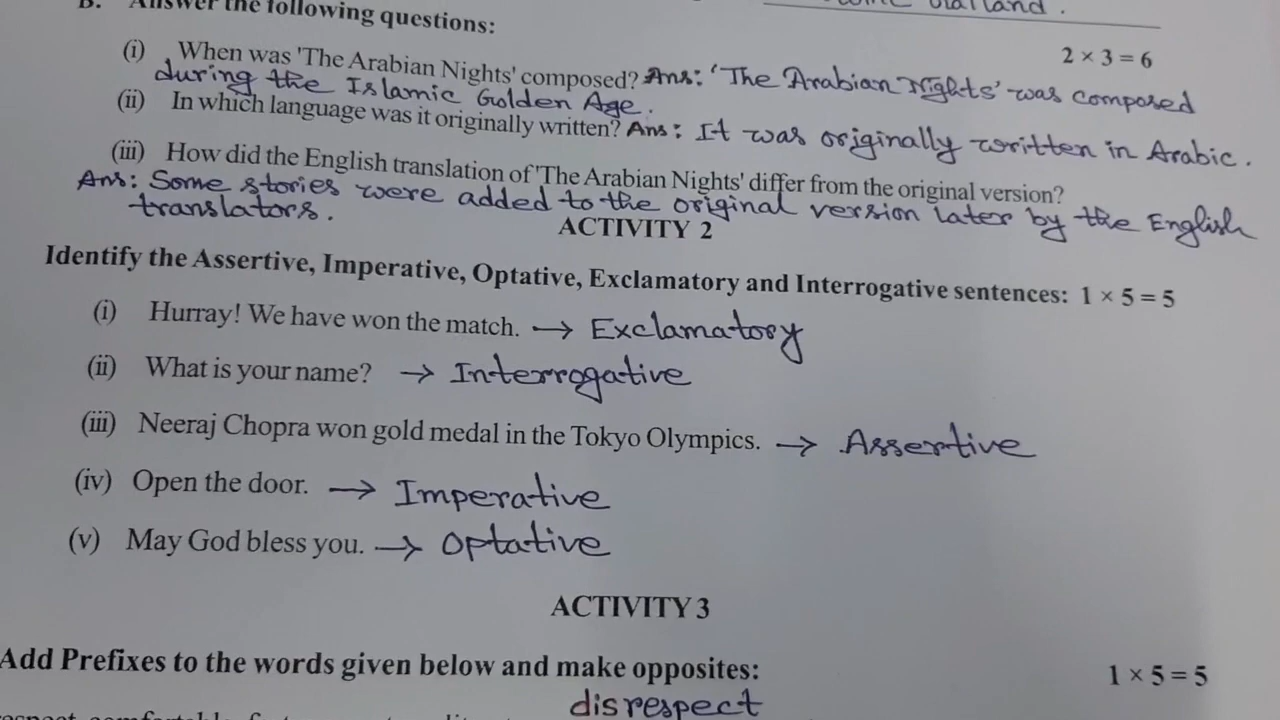 B. Answer the following questions:
2 × 3 = 6
(i) When was 'The Arabian Nights' composed? Ans: 'The Arabian Nights' was composed
during the Islamic Golden Age.
(ii) In which language was it originally written? Ans: It was originally written in Arabic.
(iii) How did the English translation of 'The Arabian Nights' differ from the original version?
Ans: Some stories were added to the original version later by the English
translators.
ACTIVITY 2
Identify the Assertive, Imperative, Optative, Exclamatory and Interrogative sentences: 1 × 5 = 5
(i) Hurray! We have won the match. → Exclamatory
(ii) What is your name? → Interrogative
(iii) Neeraj Chopra won gold medal in the Tokyo Olympics. → Assertive
(iv) Open the door. → Imperative
(v) May God bless you. → Optative
ACTIVITY 3
Add Prefixes to the words given below and make opposites: 1 × 5 = 5
disrespect